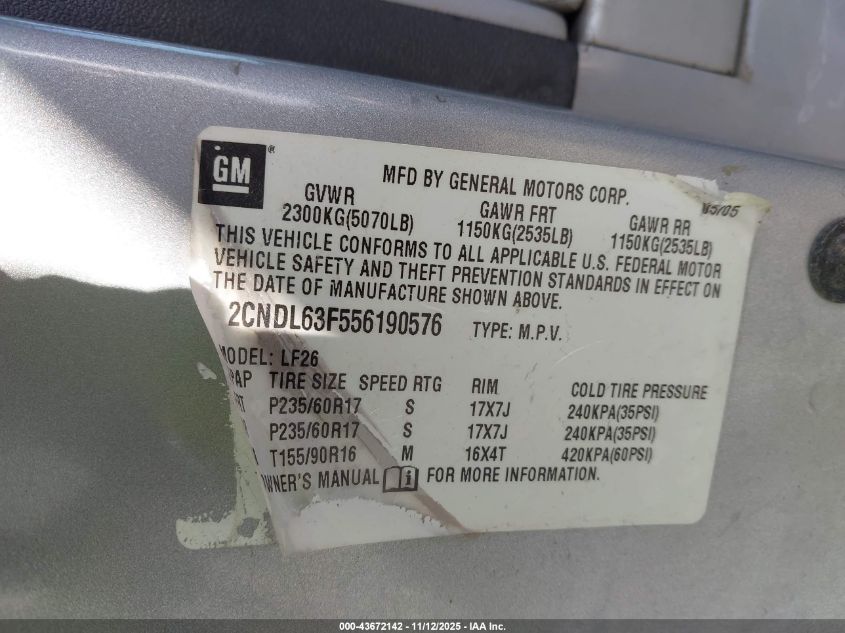 GM ®
MFD BY GENERAL MOTORS CORP. 05/05
GVWR GAWR FRT GAWR RR
2300KG(5070LB) 1150KG(2535LB) 1150KG(2535LB)
THIS VEHICLE CONFORMS TO ALL APPLICABLE U.S. FEDERAL MOTOR
VEHICLE SAFETY AND THEFT PREVENTION STANDARDS IN EFFECT ON
THE DATE OF MANUFACTURE SHOWN ABOVE.
2CNDL63F556190576 TYPE: M.P.V.
MODEL: LF26
TIRE SIZE SPEED RTG RIM COLD TIRE PRESSURE
P235/60R17 S 17X7J 240KPA(35PSI)
P235/60R17 S 17X7J 240KPA(35PSI)
T155/90R16 M 16X4T 420KPA(60PSI)
OWNER'S MANUAL i FOR MORE INFORMATION.
000-43672142 - 11/12/2025 - IAA Inc.